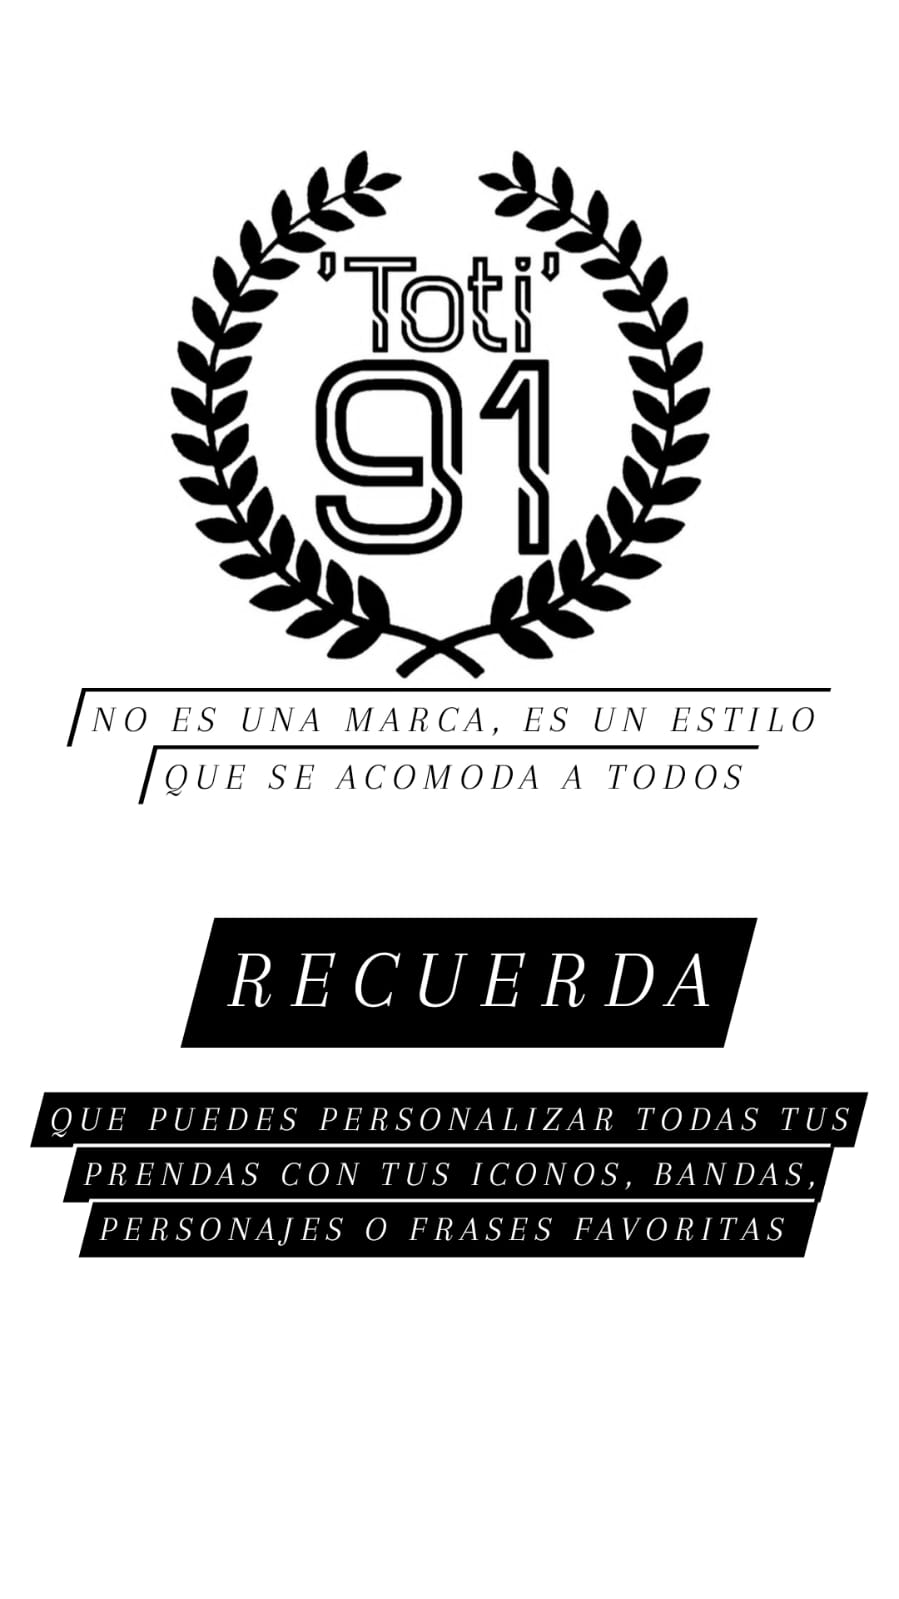 'Toti'
91
NO ES UNA MARCA, ES UN ESTILO
QUE SE ACOMODA A TODOS
RECUERDA
QUE PUEDES PERSONALIZAR TODAS TUS
PRENDAS CON TUS ICONOS, BANDAS,
PERSONAJES O FRASES FAVORITAS